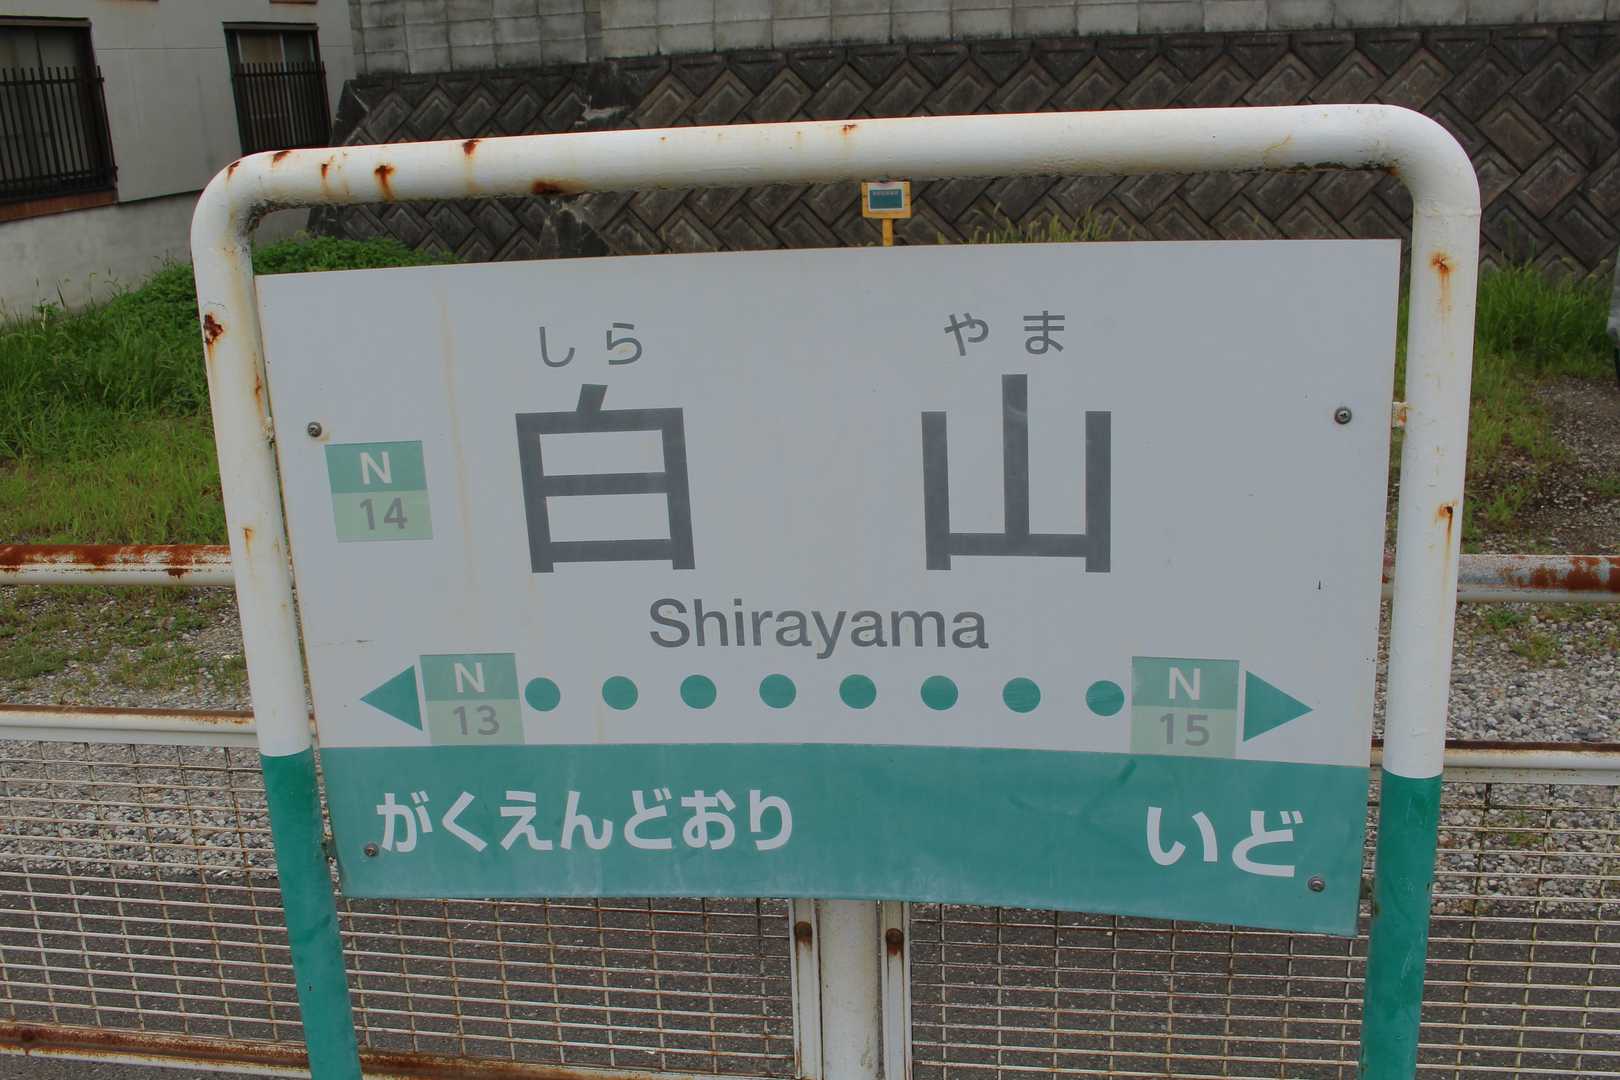 しら やま
白 山
N
14
Shirayama
N
13
N
15
がくえんどおり いど